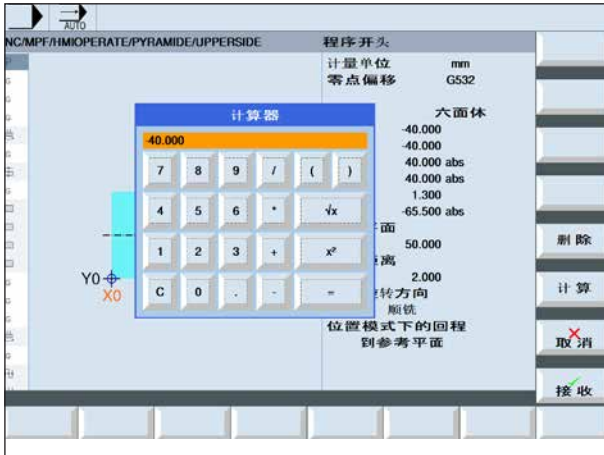 AUTO
NC/MPF/HMIOPERATE/PYRAMIDE/UPPERSIDE
程序开头
计量单位 mm
零点偏移 G532
六面体
计算器
-40.000
-40.000
40.000 abs
40.000 abs
1.300
-65.500 abs
面
50.000
离
2.000
转方向
顺铣
位置模式下的回程
到参考平面
-40.000
7 8 9 / ( )
4 5 6 * √x
1 2 3 + x²
C 0 . - =
Y0
X0
删除
计算
取消
接收